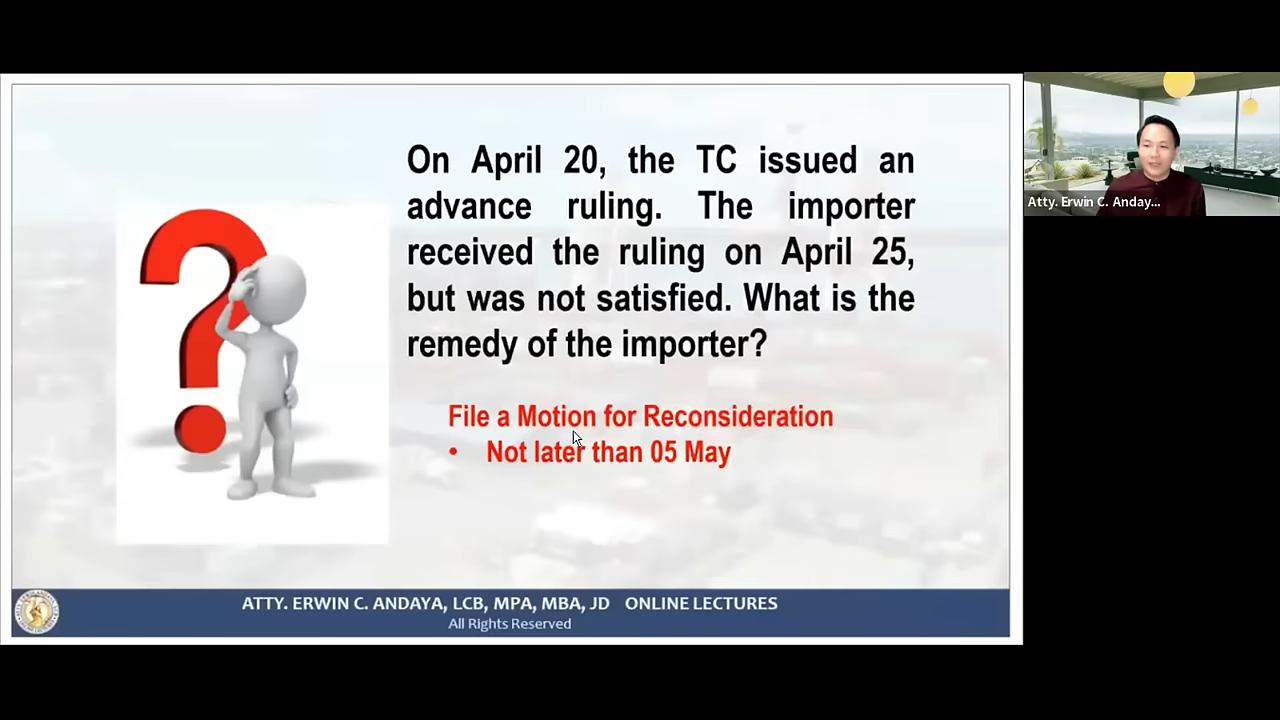 On April 20, the TC issued an
advance ruling. The importer
received the ruling on April 25,
but was not satisfied. What is the
remedy of the importer?
File a Motion for Reconsideration
• Not later than 05 May
ATTY. ERWIN C. ANDAYA, LCB, MPA, MBA, JD ONLINE LECTURES
All Rights Reserved
Atty. Erwin C. Anday...